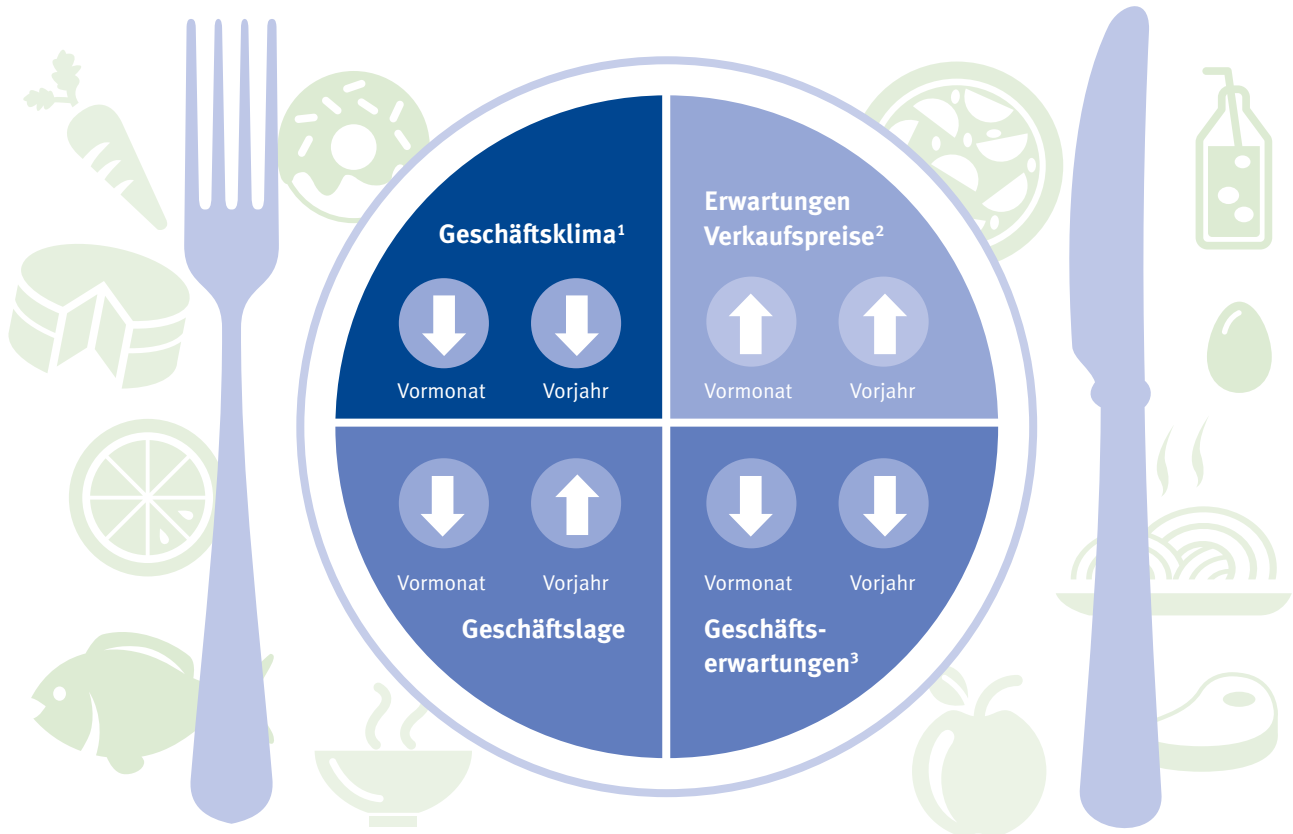 Geschäftsklima¹
Vormonat Vorjahr
Erwartungen
Verkaufspreise²
Vormonat Vorjahr
Vormonat Vorjahr
Geschäftslage
Vormonat Vorjahr
Geschäfts-
erwartungen³